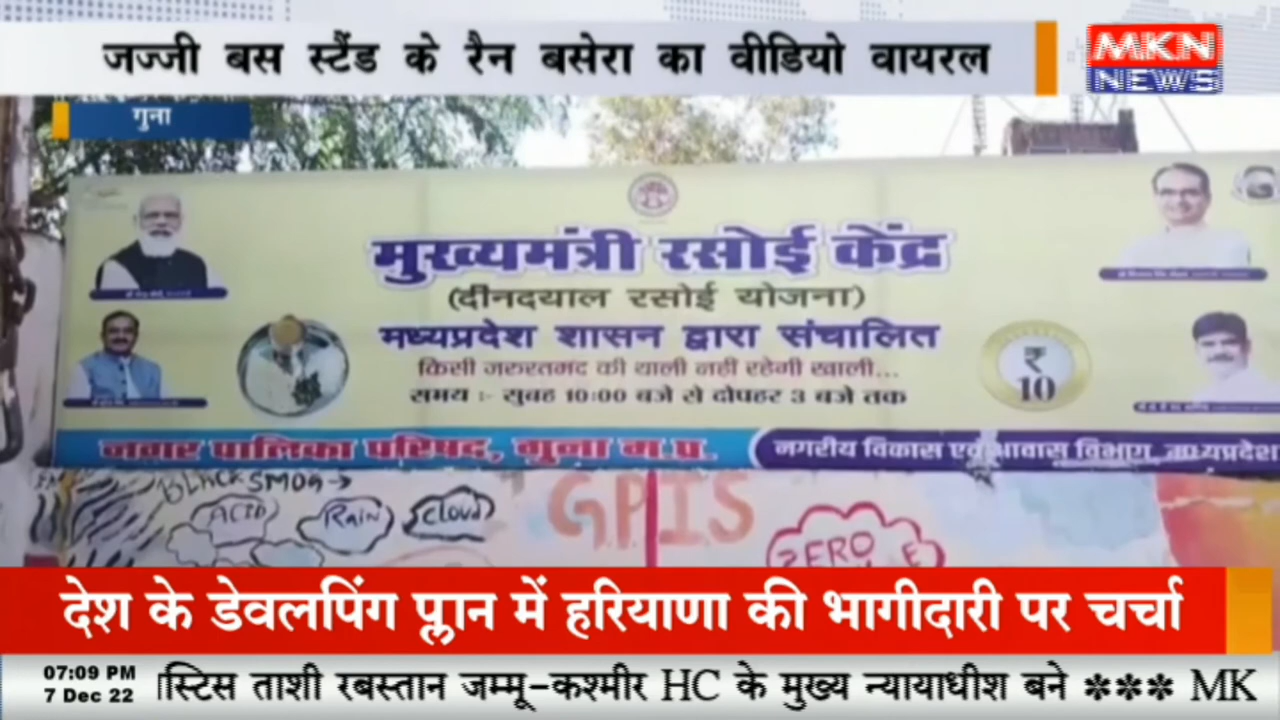 जज्जी बस स्टैंड के रैन बसेरा का वीडियो वायरल
MKN
NEWS
गुना
मुख्यमंत्री रसोई केंद्र
(दीनदयाल रसोई योजना)
मध्यप्रदेश शासन द्वारा संचालित
किसी जरुरतमंद की थाली नहीं रहेगी खाली...
समय :- सुबह 10:00 बजे से दोपहर 3 बजे तक
₹
10
नगर पालिका परिषद, गुना म.प्र.
नगरीय विकास एवं आवास विभाग, मध्यप्रदेश
BLACK SMOG
ACID
RAIN
CLOUD
GPIS
ZERO
देश के डेवलपिंग प्लान में हरियाणा की भागीदारी पर चर्चा
07:09 PM
7 Dec 22
स्टिस ताशी रबस्तान जम्मू-कश्मीर HC के मुख्य न्यायाधीश बने *** MK